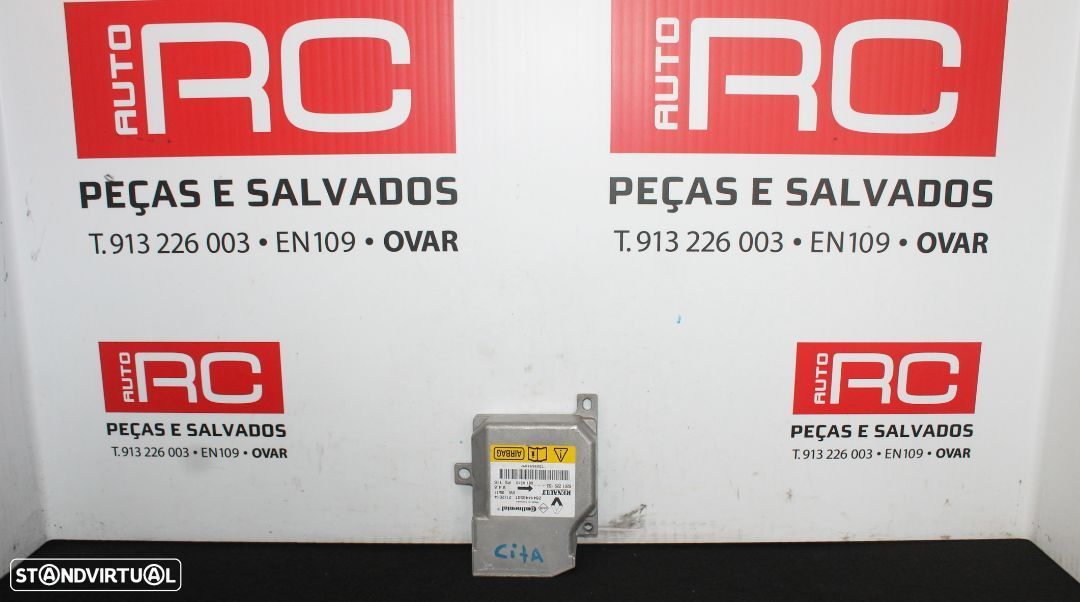 AUTO RC
PEÇAS E SALVADOS
T. 913 226 003 • EN109 • OVAR
AUTO RC
PEÇAS E SALVADOS
T. 913 226 003 • EN109 • OVAR
AUTO RC
PEÇAS E SALVADOS
T. 913 226 003 • EN109 • OVAR
AUTO RC
PEÇAS E SALVADOS
T. 913 226 003 • EN109 • OVAR
AIRBAG
RENAULT
Continental
CitA
STANDVIRTUAL